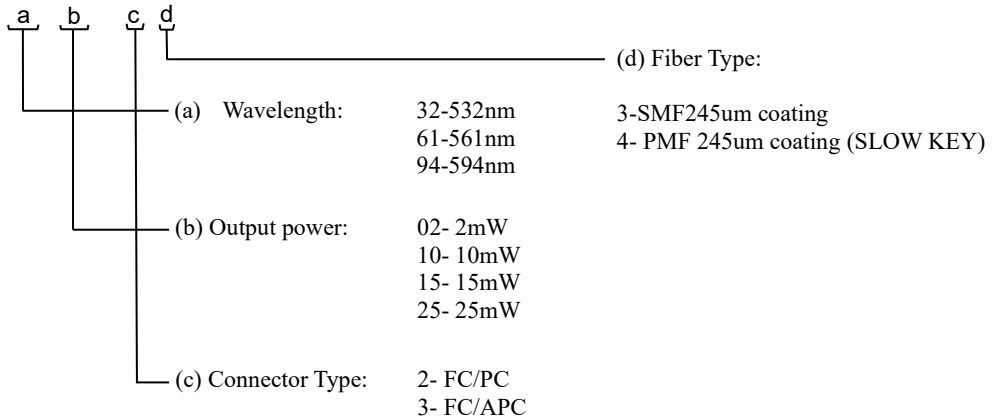 a b c d
(d) Fiber Type:
(a) Wavelength: 32-532nm 3-SMF245um coating
61-561nm 4- PMF 245um coating (SLOW KEY)
94-594nm
(b) Output power: 02- 2mW
10- 10mW
15- 15mW
25- 25mW
(c) Connector Type: 2- FC/PC
3- FC/APC